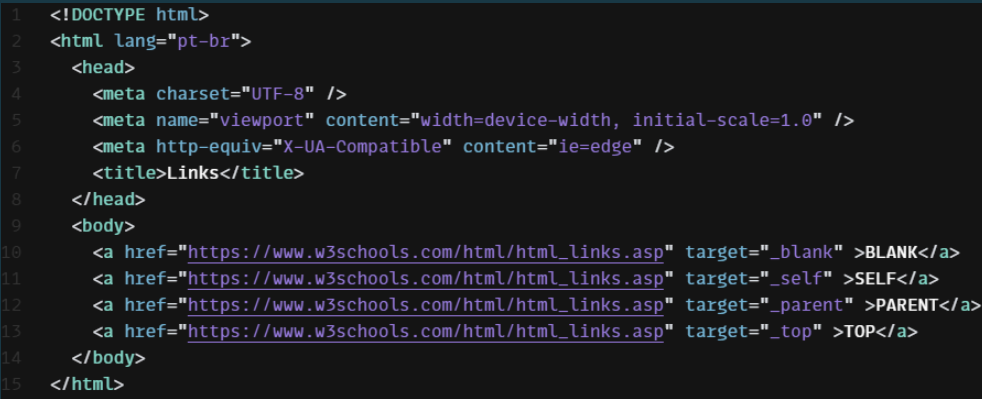 1 <!DOCTYPE html>
2 <html lang="pt-br">
3 <head>
4 <meta charset="UTF-8" />
5 <meta name="viewport" content="width=device-width, initial-scale=1.0" />
6 <meta http-equiv="X-UA-Compatible" content="ie=edge" />
7 <title>Links</title>
8 </head>
9 <body>
10 <a href="https://www.w3schools.com/html/html_links.asp" target="_blank" >BLANK</a>
11 <a href="https://www.w3schools.com/html/html_links.asp" target="_self" >SELF</a>
12 <a href="https://www.w3schools.com/html/html_links.asp" target="_parent" >PARENT</a>
13 <a href="https://www.w3schools.com/html/html_links.asp" target="_top" >TOP</a>
14 </body>
15 </html>